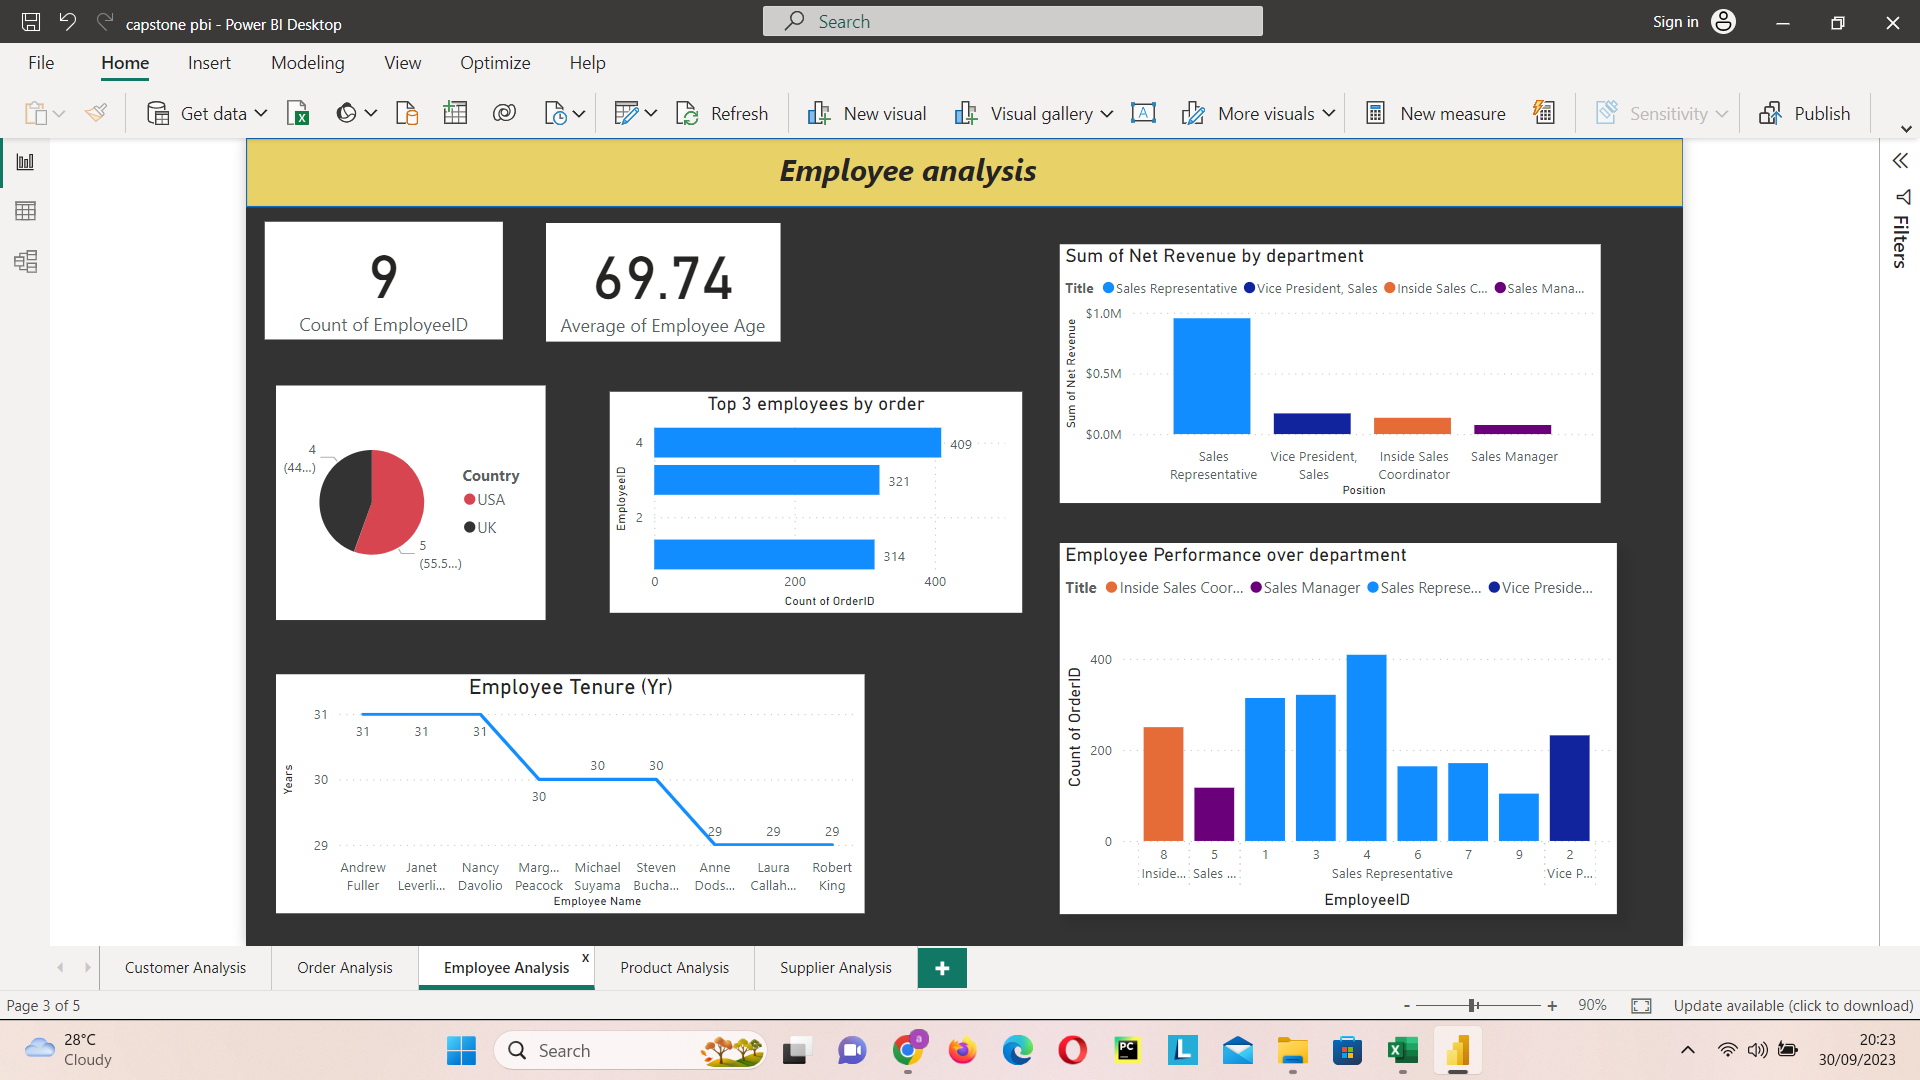 capstone pbi - Power BI Desktop
Search
Sign in
File Home Insert Modeling View Optimize Help
Get data Refresh New visual Visual gallery More visuals New measure Sensitivity Publish
Employee analysis
9
Count of EmployeeID
69.74
Average of Employee Age
Sum of Net Revenue by department
Title Sales Representative Vice President, Sales Inside Sales C... Sales Mana...
Sum of Net Revenue
$1.0M
$0.5M
$0.0M
Sales Representative
Vice President, Sales
Inside Sales Coordinator
Sales Manager
Position
4
(44...)
5
(55.5...)
Country
USA
UK
Top 3 employees by order
EmployeeID
4
2
409
321
314
0 200 400
Count of OrderID
Employee Performance over department
Title Inside Sales Coor... Sales Manager Sales Represe... Vice Preside...
Count of OrderID
400
200
0
8 5 1 3 4 6 7 9 2
Inside... Sales ... Sales Representative Vice P...
EmployeeID
Employee Tenure (Yr)
Years
31
30
29
31 31 31 30 30 30 29 29 29
Andrew Fuller
Janet Leverli...
Nancy Davolio
Marg... Peacock
Michael Suyama
Steven Bucha...
Anne Dods...
Laura Callah...
Robert King
Employee Name
Filters
Customer Analysis Order Analysis Employee Analysis x Product Analysis Supplier Analysis +
Page 3 of 5
- + 90% Update available (click to download)
28°C
Cloudy
Search
a
PC
L
20:23
30/09/2023